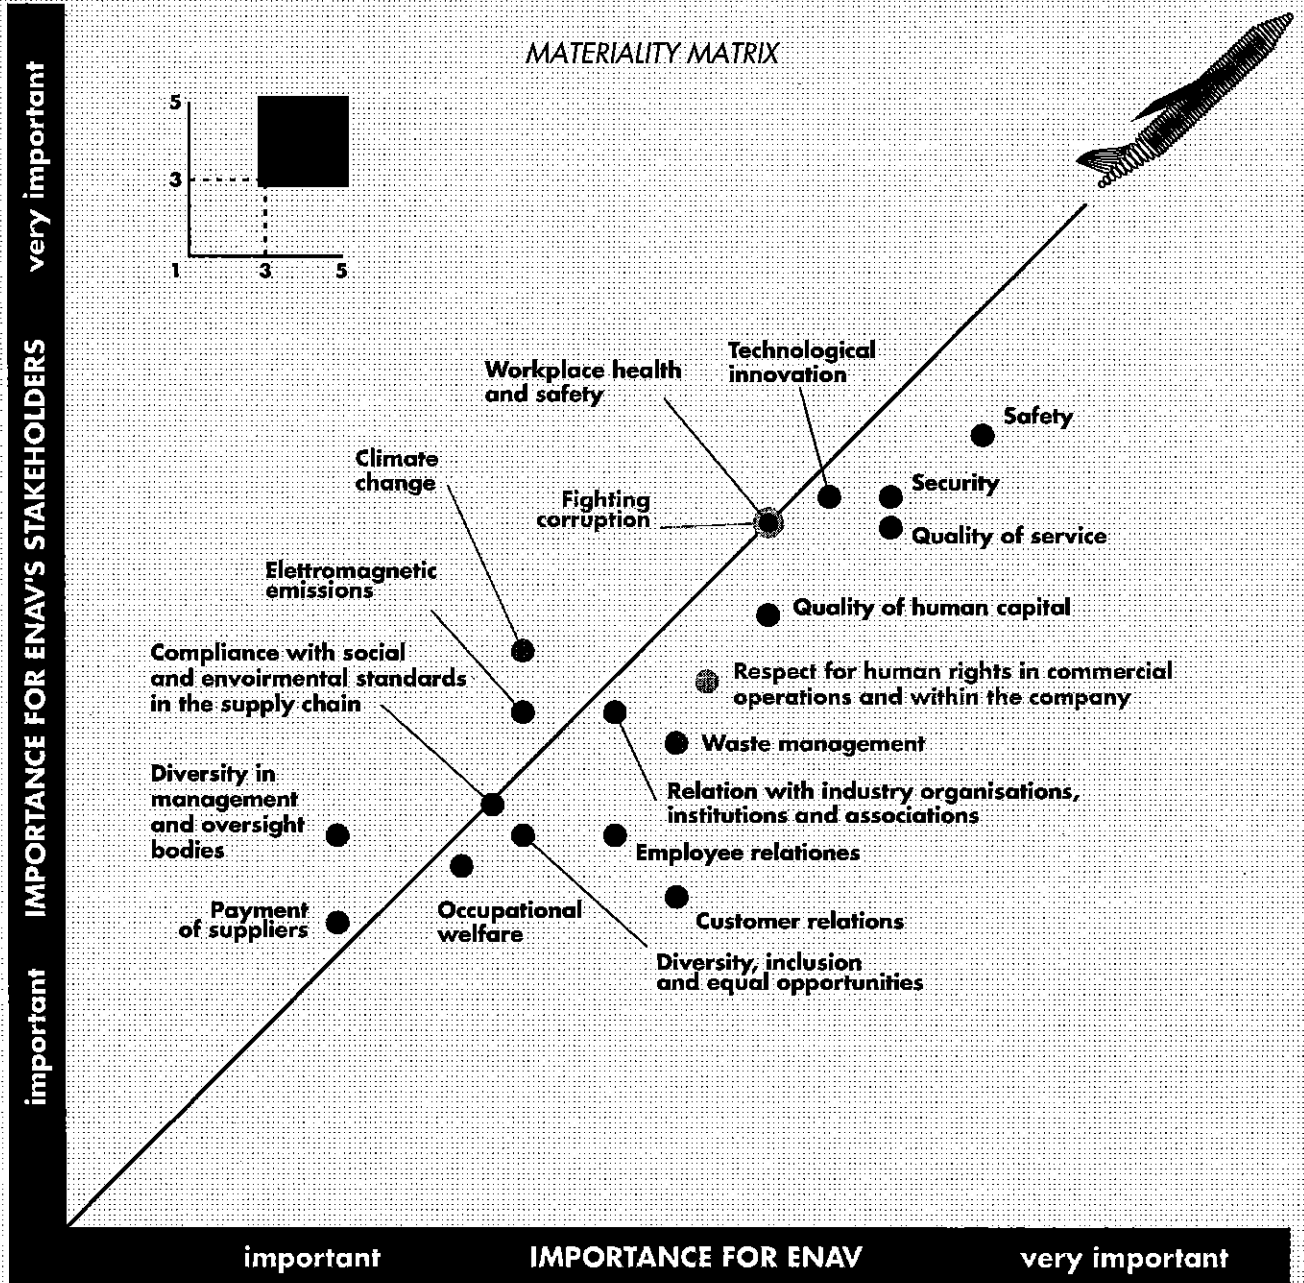 MATERIALITY MATRIX
very important
IMPORTANCE FOR ENAV'S STAKEHOLDERS
important
5
3
1
3
5
Technological
innovation
Workplace health
and safety
Safety
Climate
change
Security
Fighting
corruption
Quality of service
Elettromagnetic
emissions
Quality of human capital
Compliance with social
and envoirmental standards
in the supply chain
Respect for human rights in commercial
operations and within the company
Waste management
Diversity in
management
and oversight
bodies
Relation with industry organisations,
institutions and associations
Employee relationes
Payment
of suppliers
Occupational
welfare
Customer relations
Diversity, inclusion
and equal opportunities
important
IMPORTANCE FOR ENAV
very important